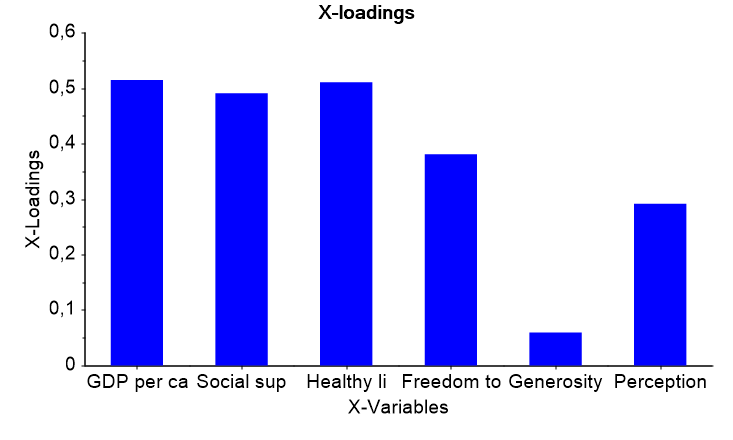 X-loadings
0,6
0,5
0,4
0,3
0,2
0,1
0
X-Loadings
GDP per ca Social sup Healthy li Freedom to Generosity Perception
X-Variables